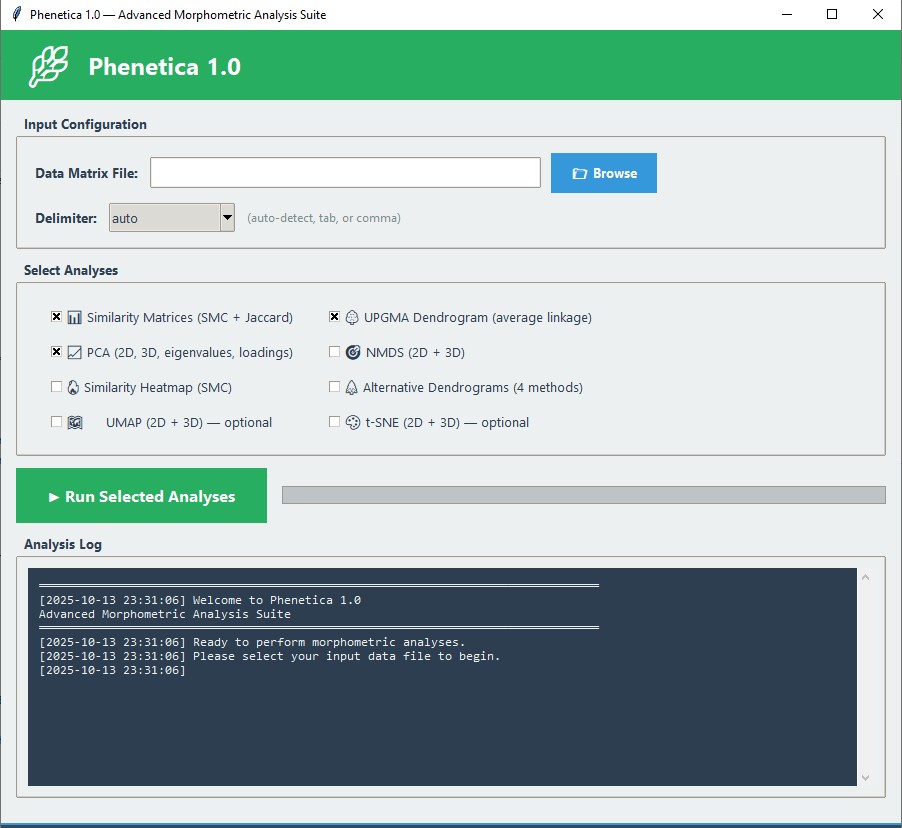 Phenetica 1.0 — Advanced Morphometric Analysis Suite
Phenetica 1.0
Input Configuration
Data Matrix File:
Browse
Delimiter: auto (auto-detect, tab, or comma)
Select Analyses
Similarity Matrices (SMC + Jaccard) UPGMA Dendrogram (average linkage)
PCA (2D, 3D, eigenvalues, loadings) NMDS (2D + 3D)
Similarity Heatmap (SMC) Alternative Dendrograms (4 methods)
UMAP (2D + 3D) — optional t-SNE (2D + 3D) — optional
Run Selected Analyses
Analysis Log
[2025-10-13 23:31:06] Welcome to Phenetica 1.0
Advanced Morphometric Analysis Suite
[2025-10-13 23:31:06] Ready to perform morphometric analyses.
[2025-10-13 23:31:06] Please select your input data file to begin.
[2025-10-13 23:31:06]